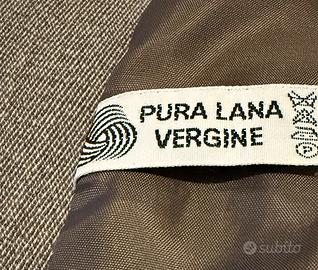 PURA LANA
VERGINE
subito